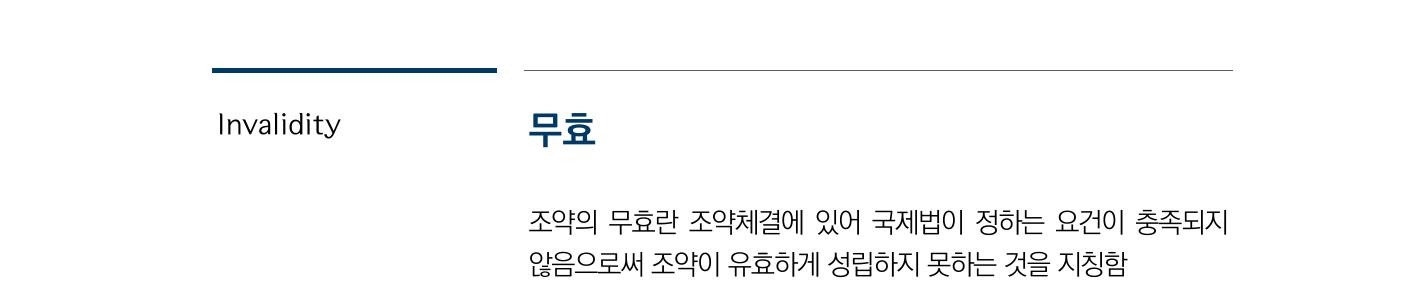 Invalidity
무효
조약의 무효란 조약체결에 있어 국제법이 정하는 요건이 충족되지
않음으로써 조약이 유효하게 성립하지 못하는 것을 지칭함